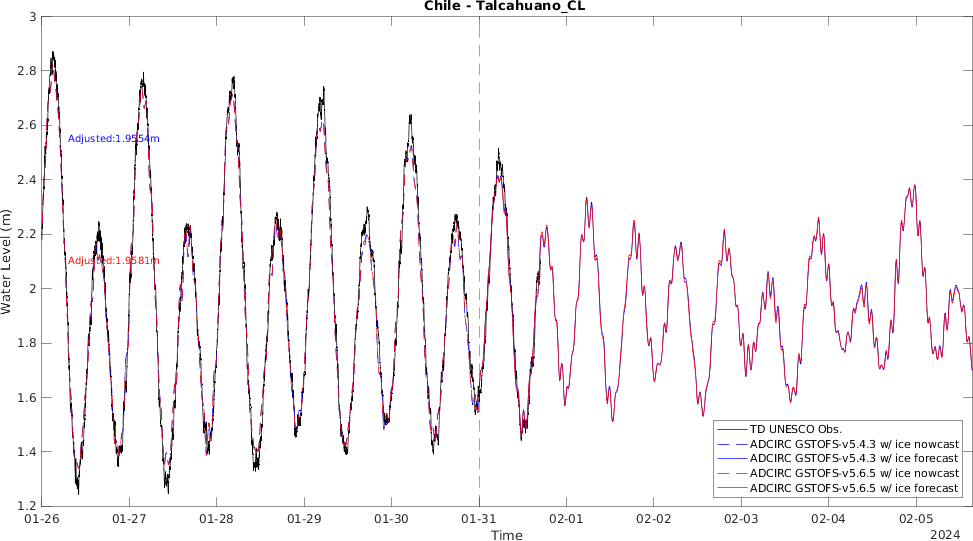 Chile - Talcahuano_CL
3
2.8
2.6
2.4
2.2
2
1.8
1.6
1.4
1.2
Water Level (m)
Adjusted:1.9554m
Adjusted:1.9581m
TD UNESCO Obs.
ADCIRC GSTOFS-v5.4.3 w/ ice nowcast
ADCIRC GSTOFS-v5.4.3 w/ ice forecast
ADCIRC GSTOFS-v5.6.5 w/ ice nowcast
ADCIRC GSTOFS-v5.6.5 w/ ice forecast
01-26 01-27 01-28 01-29 01-30 01-31 02-01 02-02 02-03 02-04 02-05
Time
2024